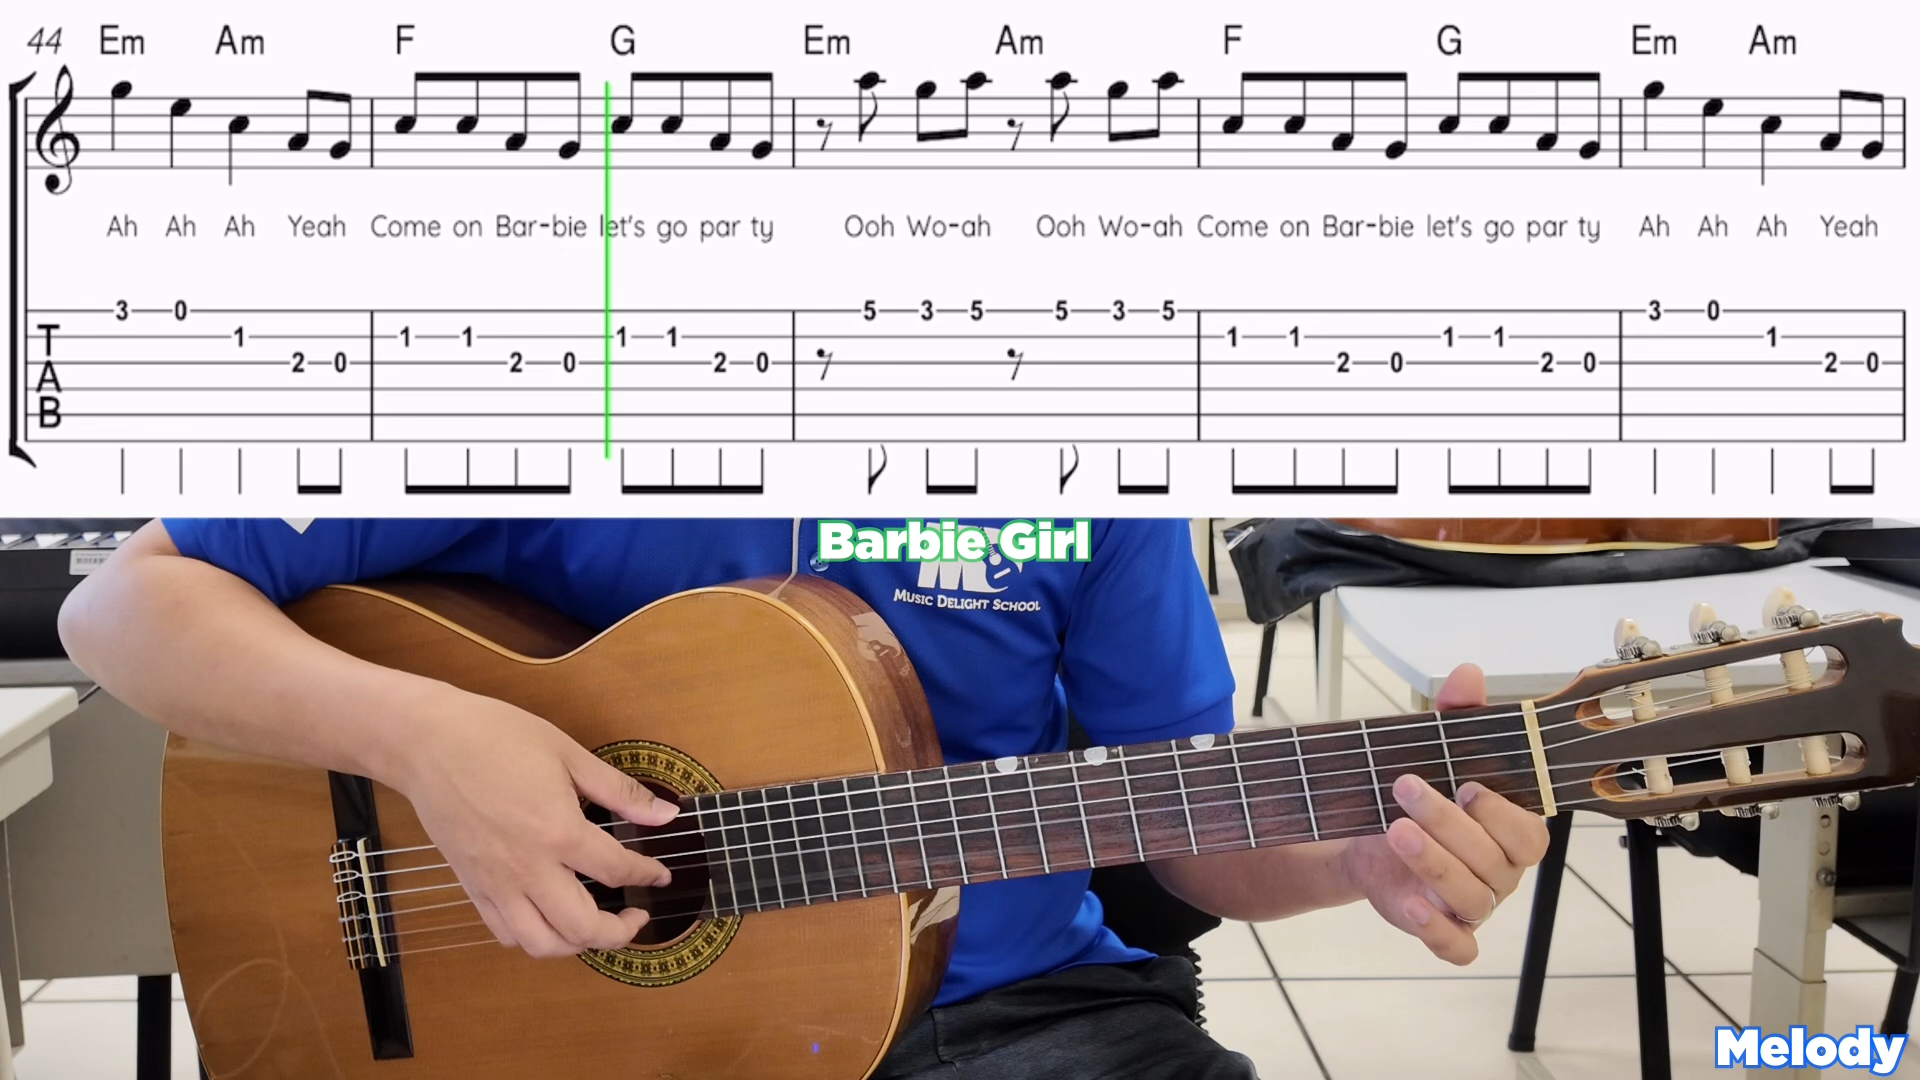 44 Em Am F G Em Am F G Em Am
Ah Ah Ah Yeah Come on Bar-bie let's go par ty Ooh Wo-ah Ooh Wo-ah Come on Bar-bie let's go par ty Ah Ah Ah Yeah
3 0 5 3 5 5 3 5 3 0
T 1 1 1 1 1 1 1 1 1 1
A 2 0 2 0 2 0 2 0 2 0 2 0
B
Barbie Girl
MUSIC DELIGHT SCHOOL
Melody